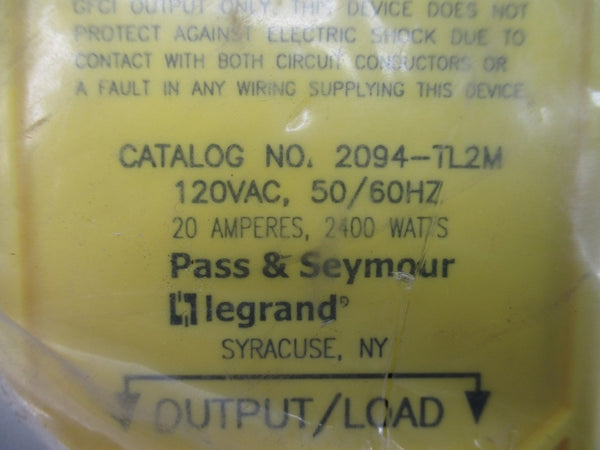 GFCI OUTPUT ONLY. THIS DEVICE DOES NOT
PROTECT AGAINST ELECTRIC SHOCK DUE TO
CONTACT WITH BOTH CIRCUIT CONDUCTORS OR
A FAULT IN ANY WIRING SUPPLYING THIS DEVICE.
CATALOG NO. 2094-TL2M
120VAC, 50/60HZ
20 AMPERES, 2400 WATTS
Pass & Seymour
legrand®
SYRACUSE, NY
OUTPUT/LOAD